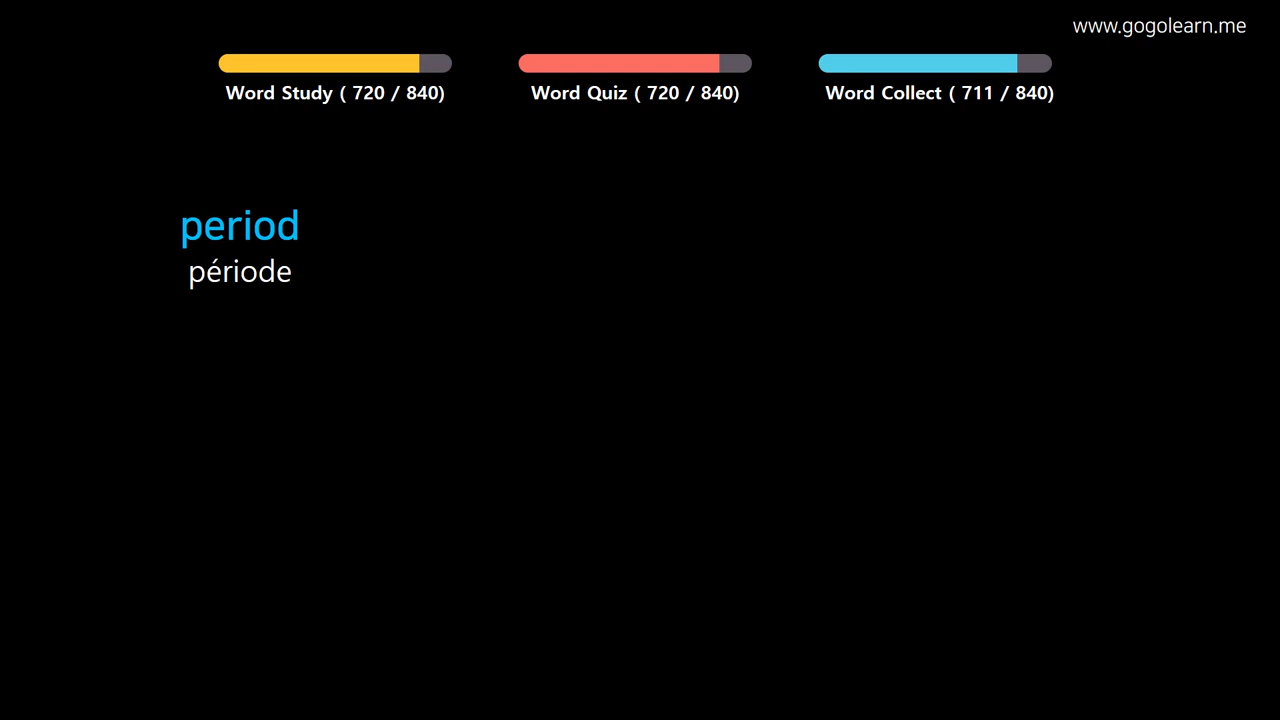 www.gogolearn.me
Word Study ( 720 / 840)
Word Quiz ( 720 / 840)
Word Collect ( 711 / 840)
period
période